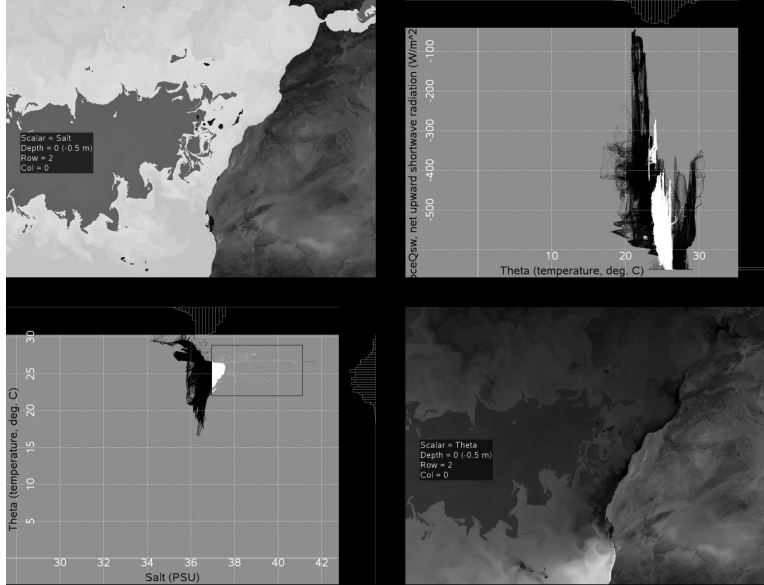 Scalar = Salt
Depth = 0 (-0.5 m)
Row = 2
Col = 0
oceQsw, net upward shortwave radiation (W/m^2
-100
-200
-300
-400
-500
10
20
30
Theta (temperature, deg. C)
Theta (temperature, deg. C)
30
25
20
15
10
5
30
32
34
36
38
40
42
Salt (PSU)
Scalar = Theta
Depth = 0 (-0.5 m)
Row = 2
Col = 0